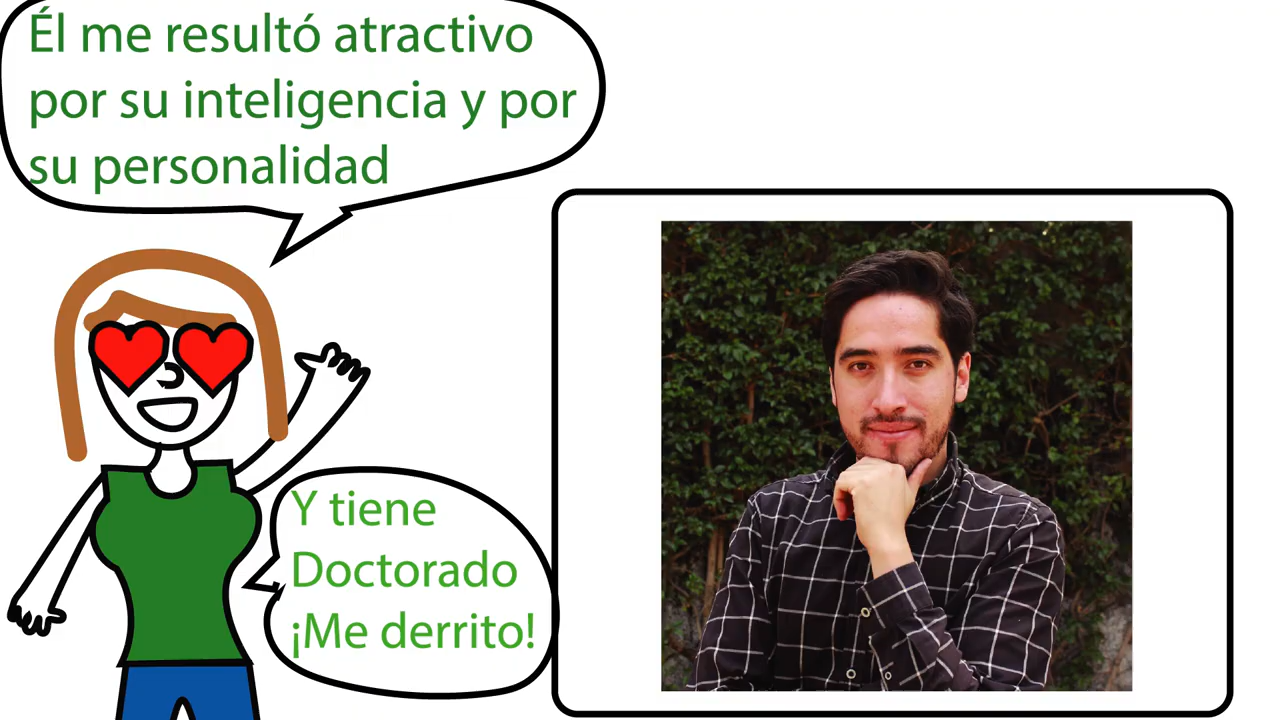 Él me resultó atractivo
por su inteligencia y por
su personalidad
Y tiene
Doctorado
¡Me derrito!